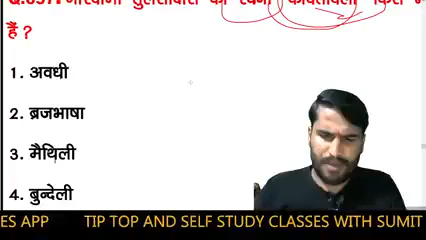 गोस्वामी तुलसीदास की रचना कवितावली किस
हैं ?
1. अवधी
2. ब्रजभाषा
3. मैथिली
4. बुन्देली
ES APP TIP TOP AND SELF STUDY CLASSES WITH SUMIT